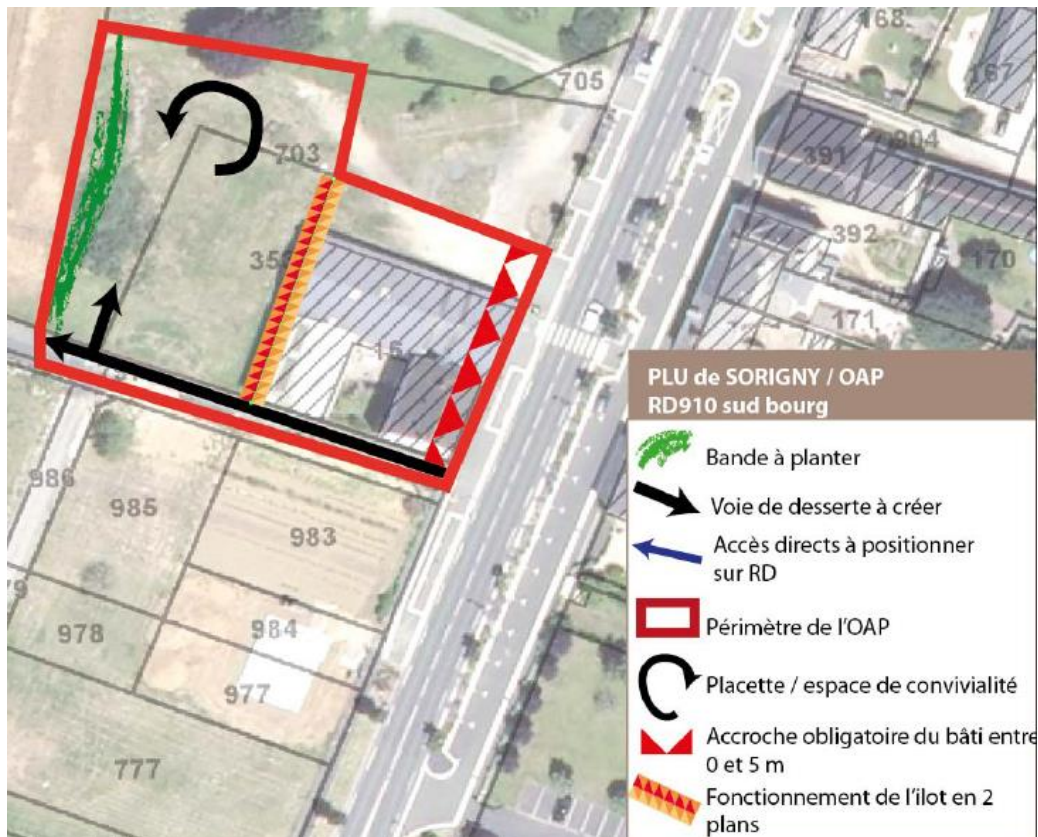 168
167
705
904
391
703
392
170
35
171
15
PLU de SORIGNY / OAP
RD910 sud bourg
Bande à planter
986
Voie de desserte à créer
985
Accès directs à positionner
sur RD
983
978
984
Périmètre de l'OAP
977
Placette / espace de convivialité
777
Accroche obligatoire du bâti entre
0 et 5 m
Fonctionnement de l'ilot en 2
plans